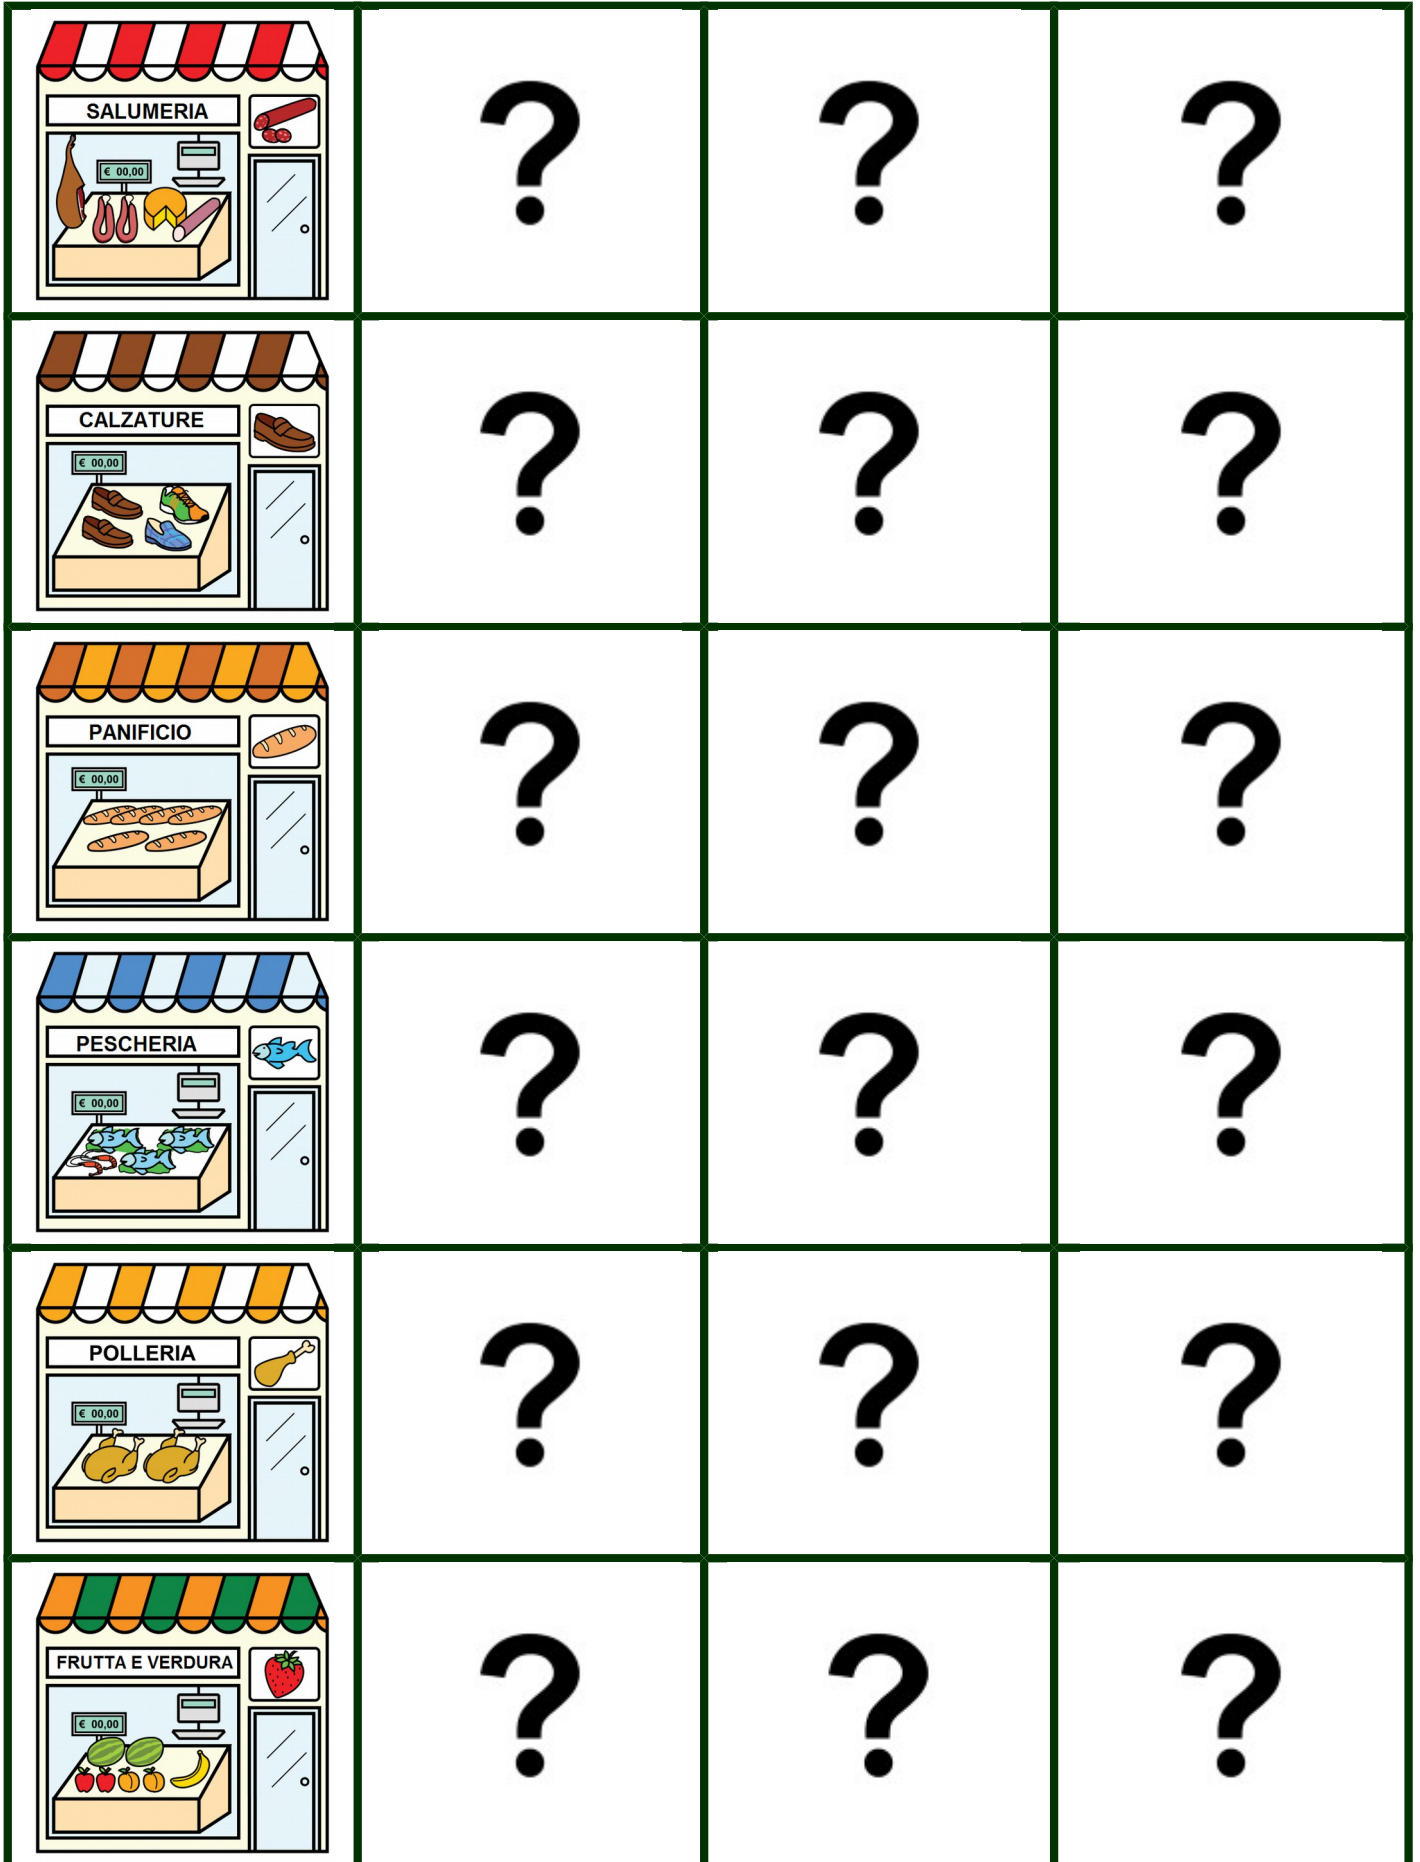 SALUMERIA
€ 00,00
? ? ?
CALZATURE
€ 00,00
? ? ?
PANIFICIO
€ 00,00
? ? ?
PESCHERIA
€ 00,00
? ? ?
POLLERIA
€ 00,00
? ? ?
FRUTTA E VERDURA
€ 00,00
? ? ?